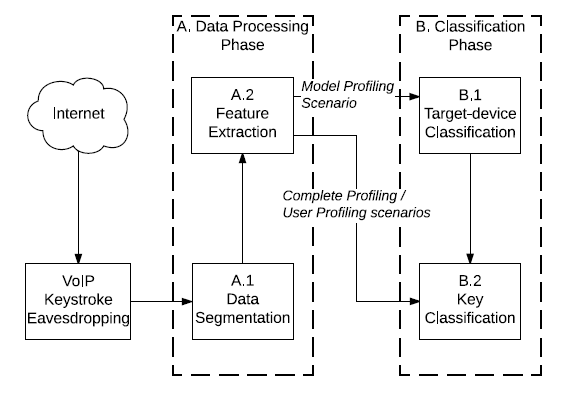 A. Data Processing
Phase
B. Classification
Phase
Internet
A.2
Feature
Extraction
Model Profiling
Scenario
B.1
Target-device
Classification
Complete Profiling /
User Profiling scenarios
VoIP
Keystroke
Eavesdropping
A.1
Data
Segmentation
B.2
Key
Classification